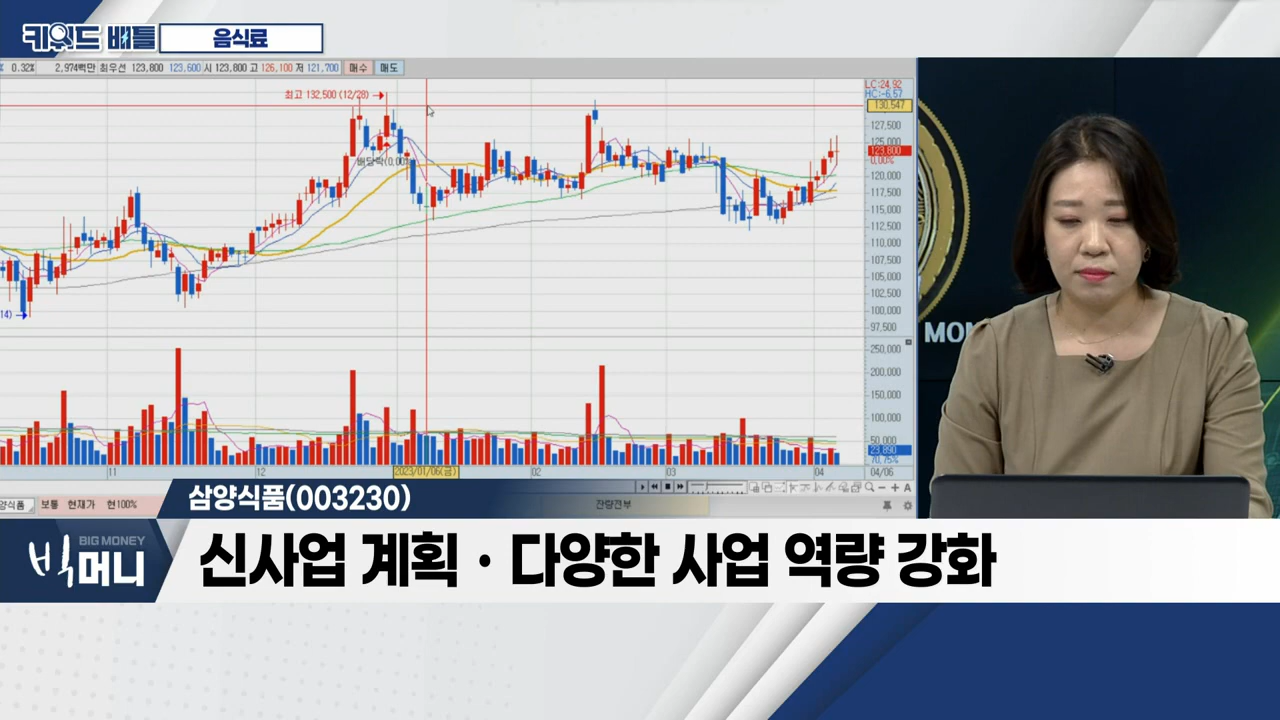 키워드 배틀 음식료
0.32% 2,974백만 최우선 123,800 123,600 시 123,800 고 126,100 저 121,700 매수 매도
LC:24.92
HC:-6.57
최고 132,500 (12/28) →
130,547
127,500
125,000
123,800
0.00%
배당락(0.00%)
120,000
117,500
115,000
112,500
110,000
107,500
105,000
102,500
14) →
100,000
97,500
MON
250,000
200,000
150,000
100,000
50,000
23,890
70.75%
11 12 2023/01/06(금) 02 03 04 04/06
양식품 보통 현재가 현100% 잔량전부
삼양식품(003230)
BIG MONEY
빅머니
신사업 계획 · 다양한 사업 역량 강화